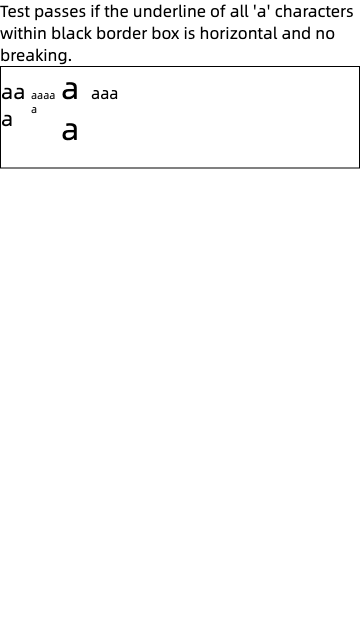 Test passes if the underline of all 'a' characters
within black border box is horizontal and no
breaking.
aa aaaa a aaa
a a a